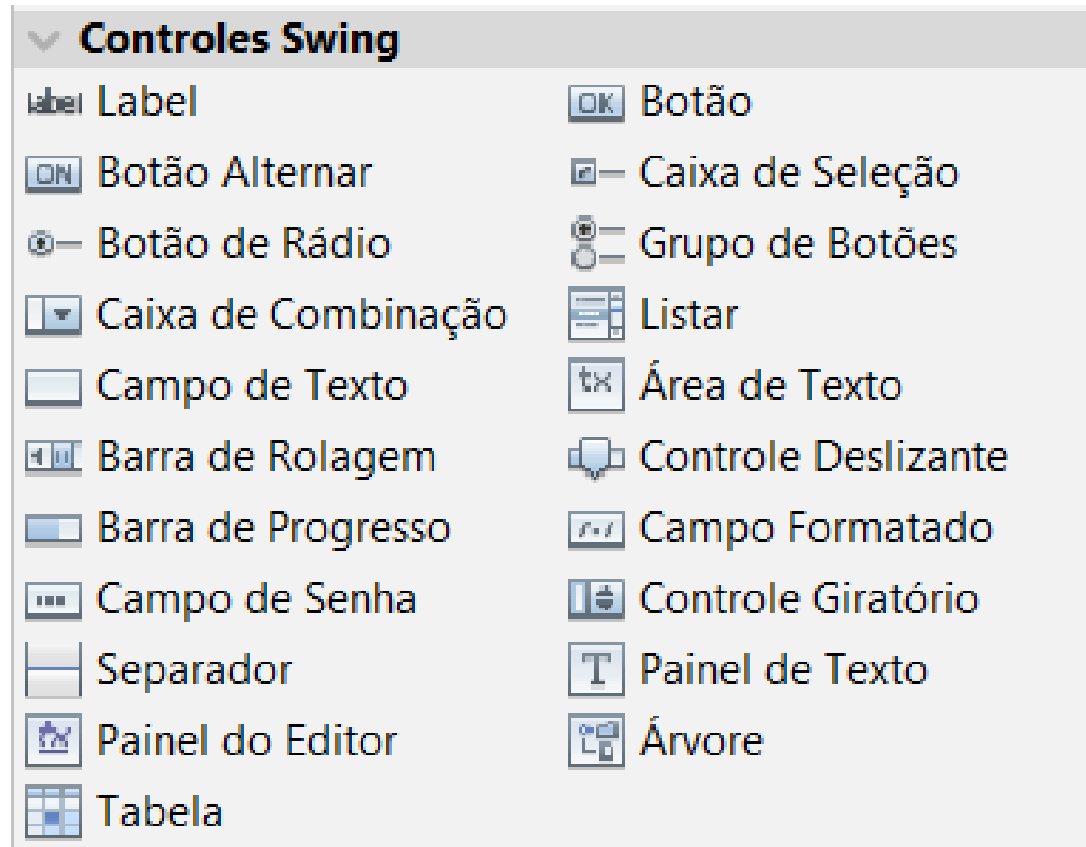 Controles Swing
Label
Botão
Botão Alternar
Caixa de Seleção
Botão de Rádio
Grupo de Botões
Caixa de Combinação
Listar
Campo de Texto
Área de Texto
Barra de Rolagem
Controle Deslizante
Barra de Progresso
Campo Formatado
Campo de Senha
Controle Giratório
Separador
Painel de Texto
Painel do Editor
Árvore
Tabela
label
OK
ON
tx
T